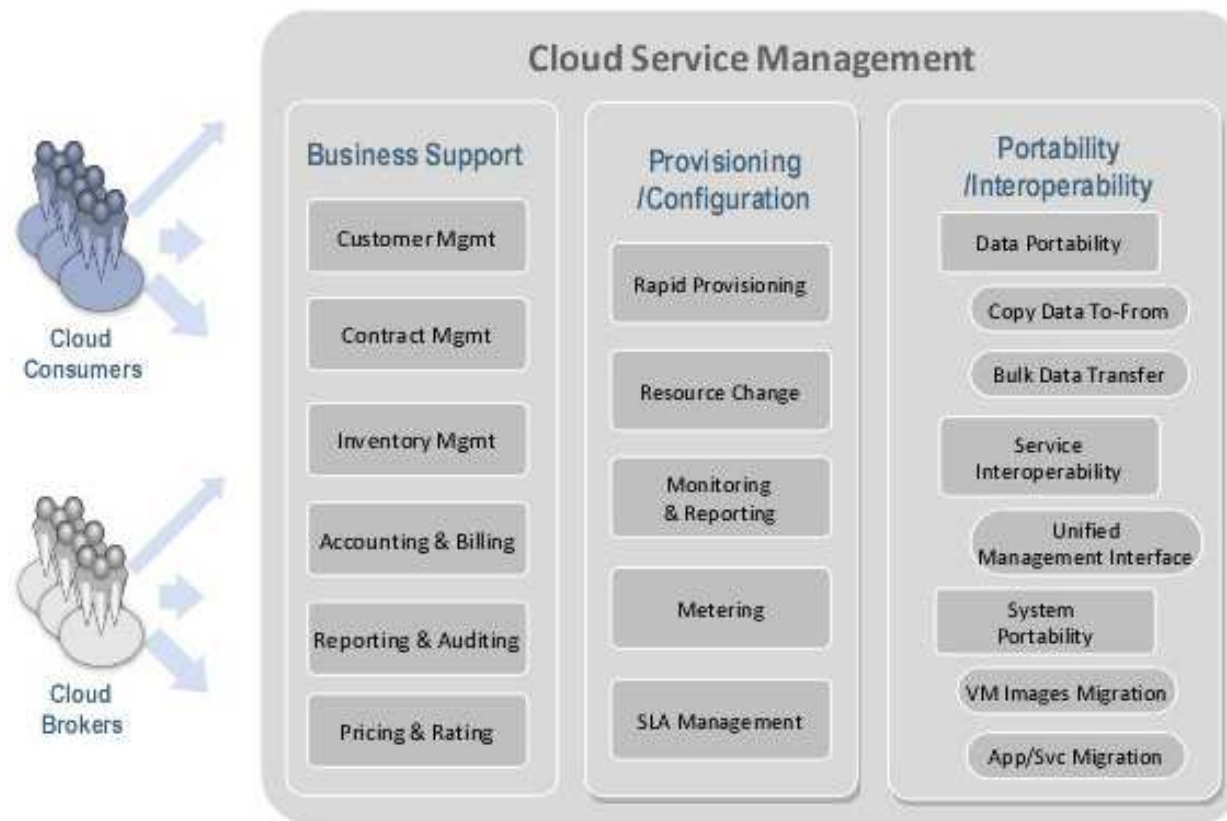 Cloud Service Management
Cloud
Consumers
Cloud
Brokers
Business Support
Customer Mgmt
Contract Mgmt
Inventory Mgmt
Accounting & Billing
Reporting & Auditing
Pricing & Rating
Provisioning
/Configuration
Rapid Provisioning
Resource Change
Monitoring
& Reporting
Metering
SLA Management
Portability
/Interoperability
Data Portability
Copy Data To-From
Bulk Data Transfer
Service
Interoperability
Unified
Management Interface
System
Portability
VM Images Migration
App/Svc Migration